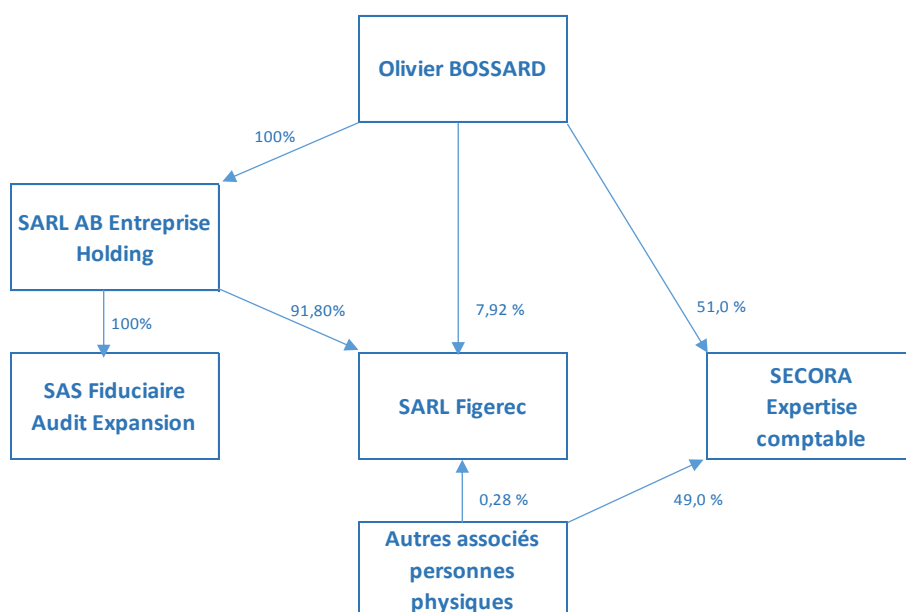 Olivier BOSSARD
100%
SARL AB Entreprise
Holding
91,80%
7,92 %
51,0 %
100%
SAS Fiduciaire
Audit Expansion
SARL Figerec
SECORA
Expertise
comptable
0,28 %
49,0 %
Autres associés
personnes
physiques